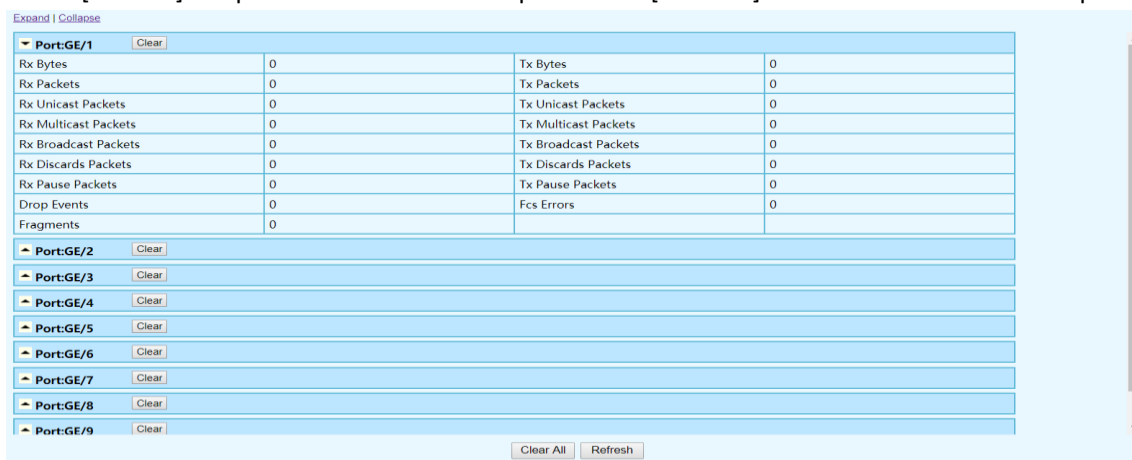 Expand | Collapse
Port:GE/1 Clear
Rx Bytes 0 Tx Bytes 0
Rx Packets 0 Tx Packets 0
Rx Unicast Packets 0 Tx Unicast Packets 0
Rx Multicast Packets 0 Tx Multicast Packets 0
Rx Broadcast Packets 0 Tx Broadcast Packets 0
Rx Discards Packets 0 Tx Discards Packets 0
Rx Pause Packets 0 Tx Pause Packets 0
Drop Events 0 Fcs Errors 0
Fragments 0
Port:GE/2 Clear
Port:GE/3 Clear
Port:GE/4 Clear
Port:GE/5 Clear
Port:GE/6 Clear
Port:GE/7 Clear
Port:GE/8 Clear
Port:GE/9 Clear
Clear All Refresh